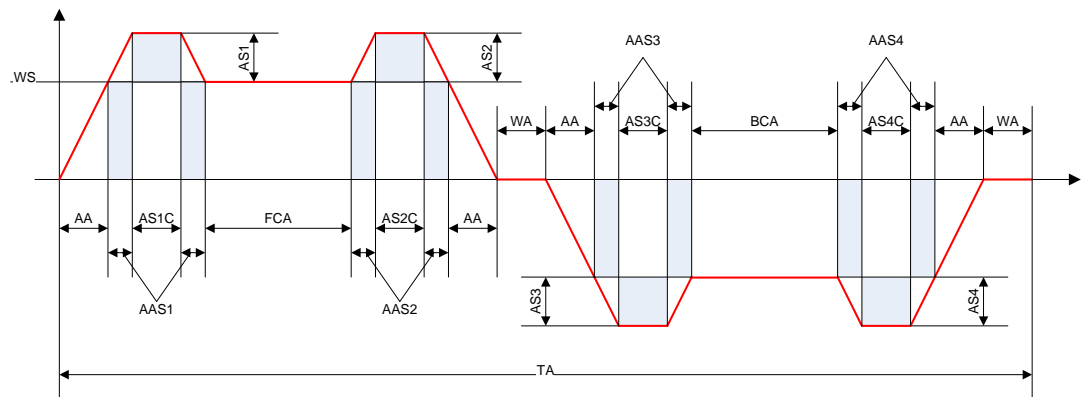 AS1
AS2
AAS3
AAS4
WS
WA
AA
AS3C
BCA
AS4C
AA
WA
AA
AS1C
FCA
AS2C
AA
AAS1
AAS2
AS3
AS4
TA